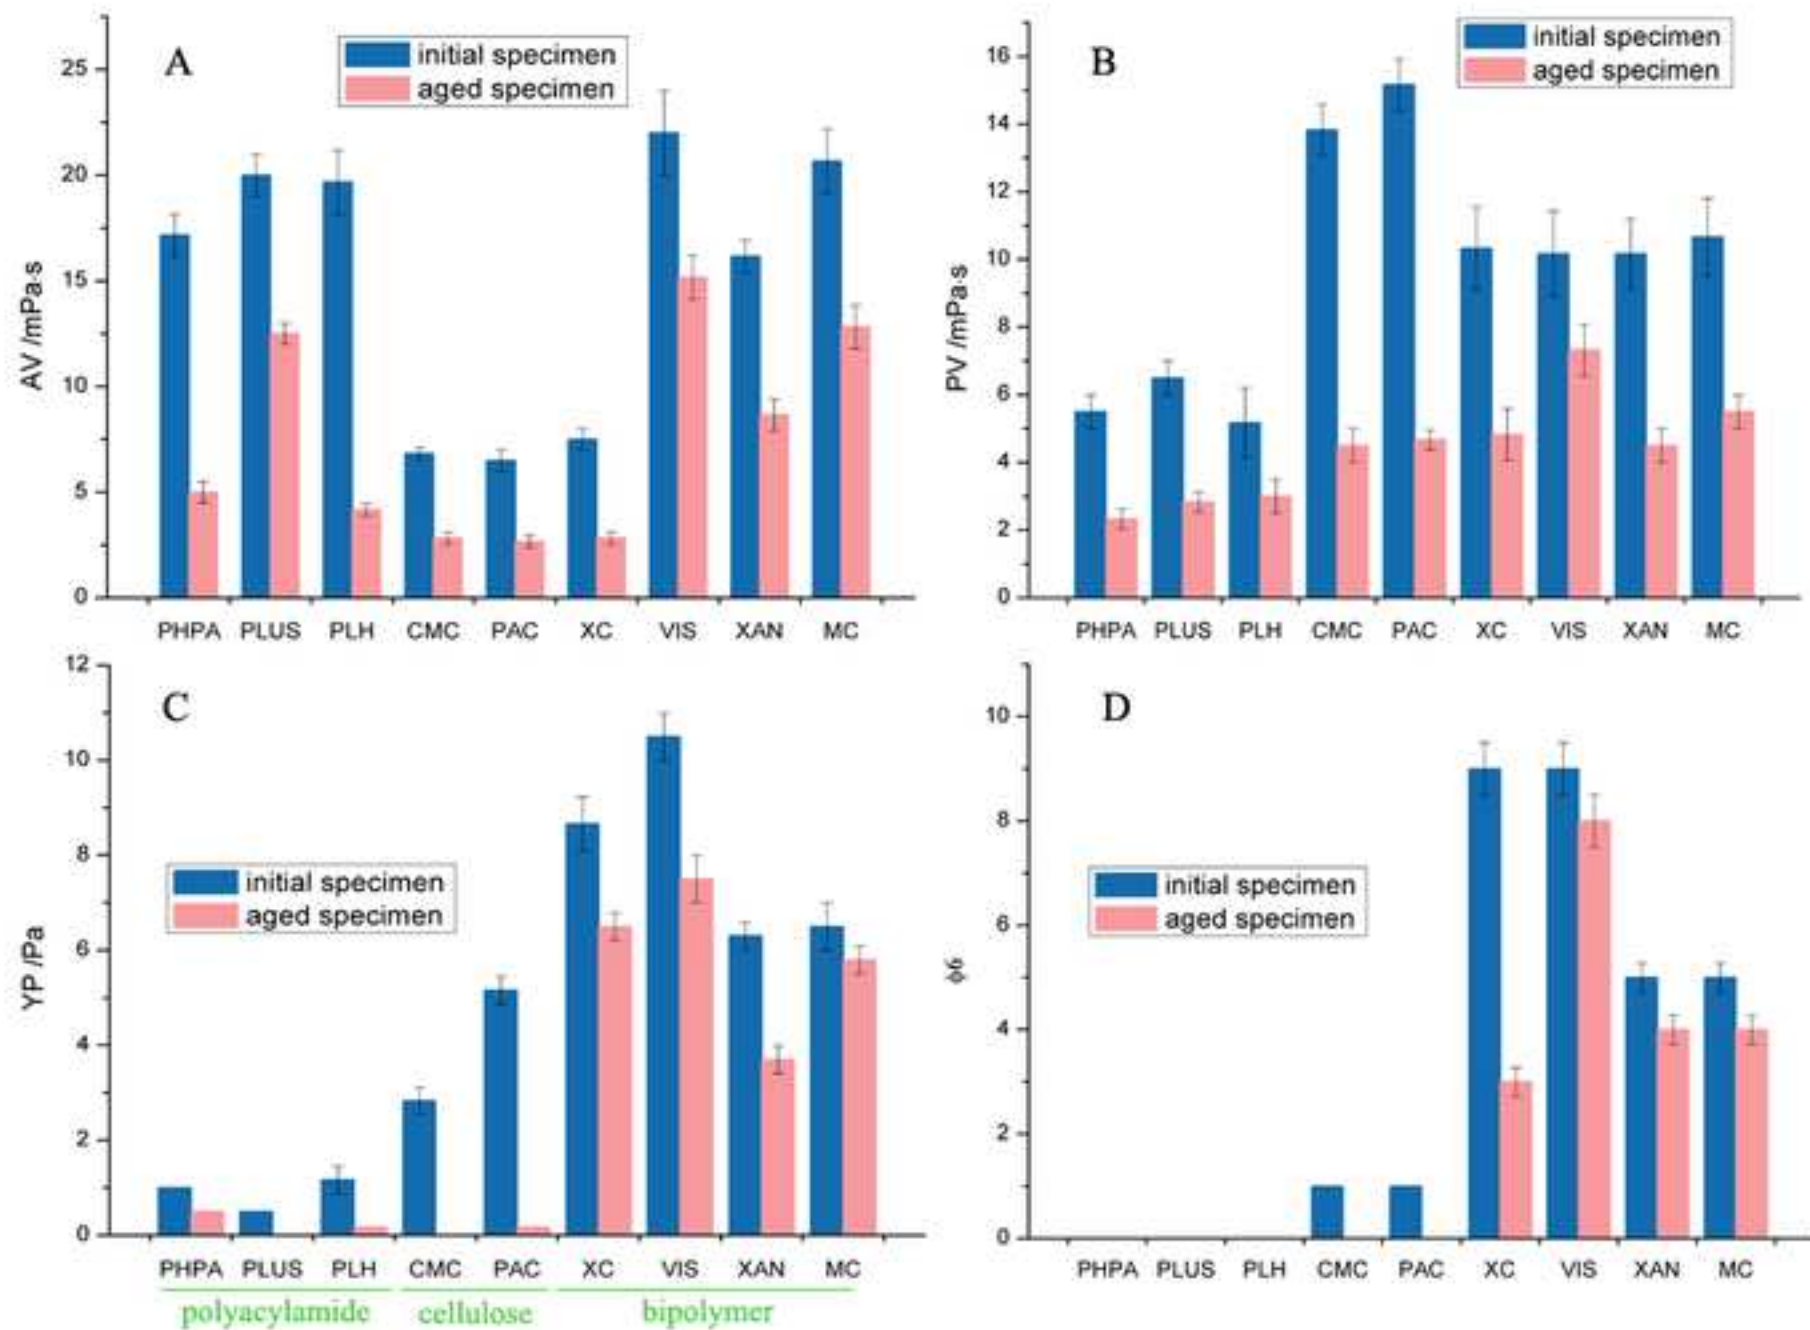 A
initial specimen
aged specimen
25
20
15
10
5
0
AV /mPa·s
PHPA PLUS PLH CMC PAC XC VIS XAN MC
B
initial specimen
aged specimen
16
14
12
10
8
6
4
2
0
PV /mPa·s
PHPA PLUS PLH CMC PAC XC VIS XAN MC
C
initial specimen
aged specimen
12
10
8
6
4
2
0
YP /Pa
PHPA PLUS PLH CMC PAC XC VIS XAN MC
polyacylamide cellulose bipolymer
D
initial specimen
aged specimen
10
8
6
4
2
0
ϕ6
PHPA PLUS PLH CMC PAC XC VIS XAN MC